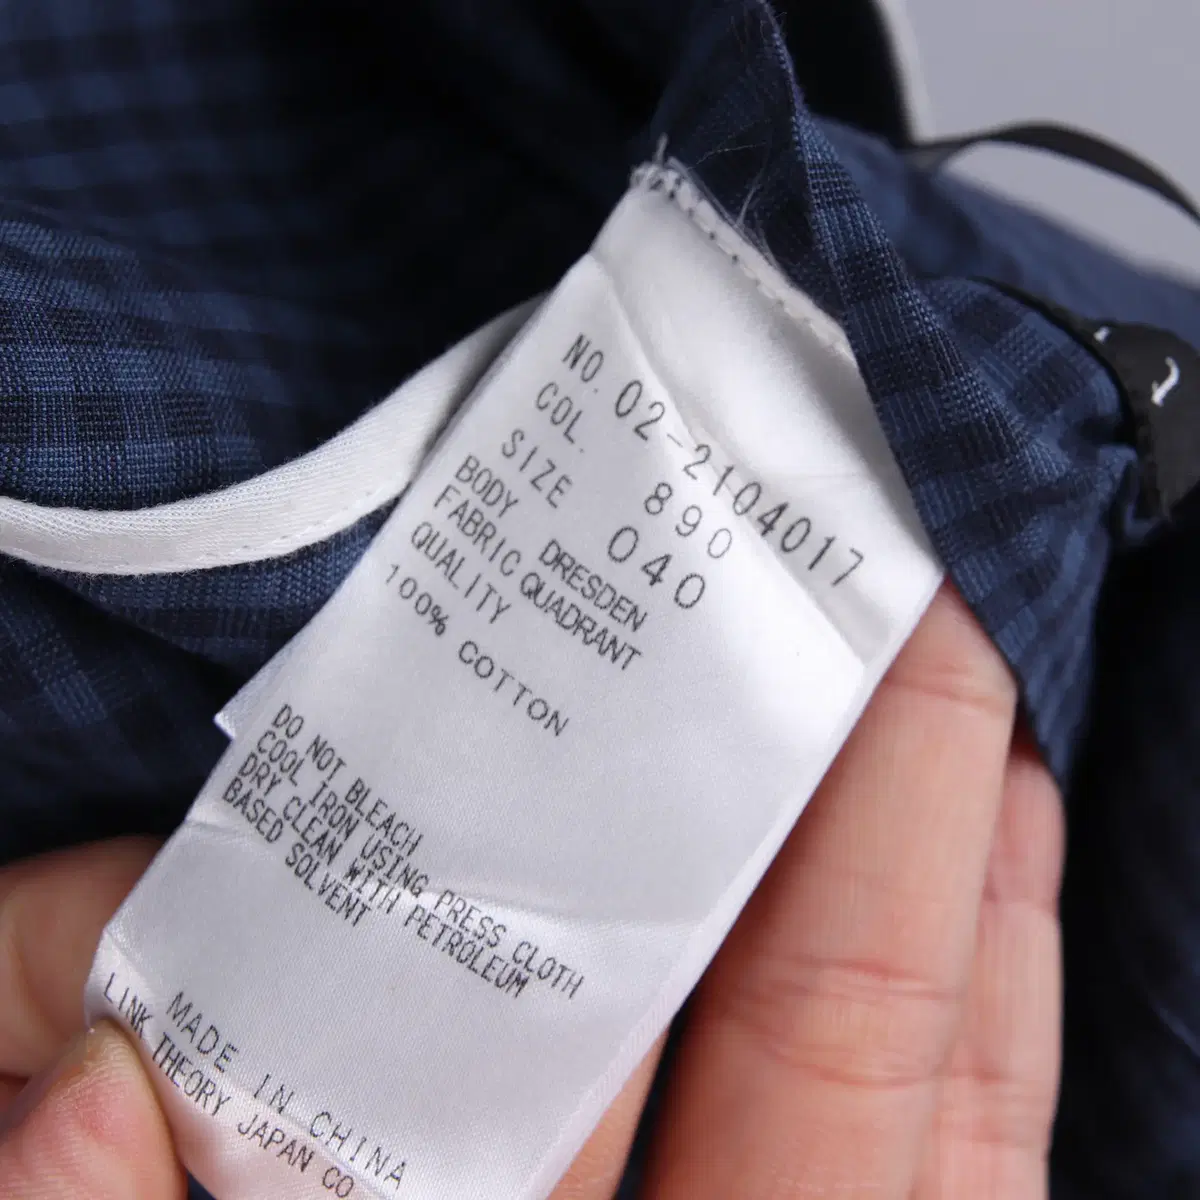 NO. 02-2104017
COL. 890
SIZE 040
BODY DRESDEN
FABRIC QUADRANT
QUALITY
100% COTTON
DO NOT BLEACH
COOL IRON USING PRESS CLOTH
DRY CLEAN WITH PETROLEUM
BASED SOLVENT
MADE IN CHINA
LINK THEORY JAPAN CO